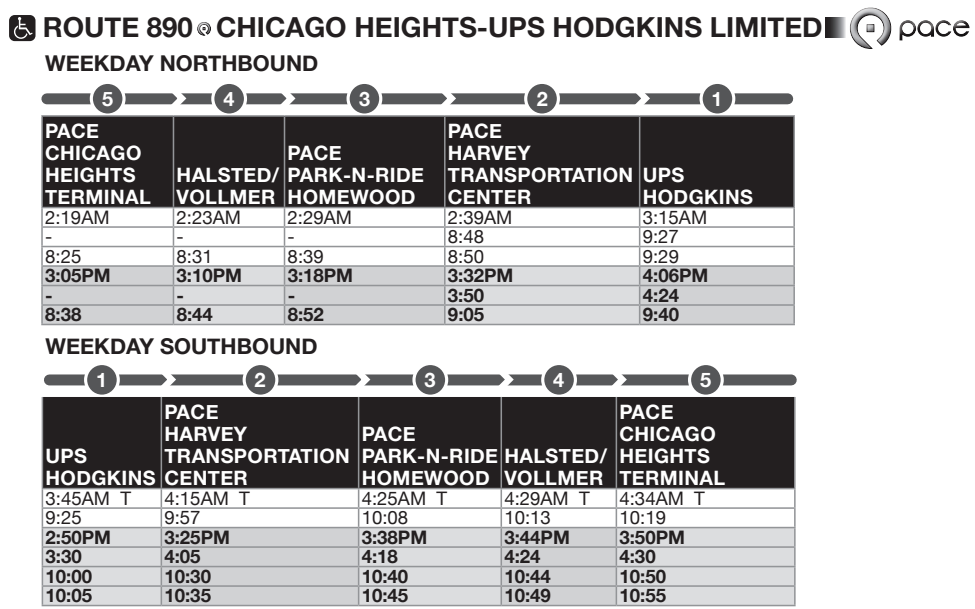 ROUTE 890 CHICAGO HEIGHTS-UPS HODGKINS LIMITED pace
WEEKDAY NORTHBOUND
5 4 3 2 1
PACE CHICAGO HEIGHTS TERMINAL HALSTED/ VOLLMER PACE PARK-N-RIDE HOMEWOOD PACE HARVEY TRANSPORTATION CENTER UPS HODGKINS
2:19AM 2:23AM 2:29AM 2:39AM 3:15AM
- - - 8:48 9:27
8:25 8:31 8:39 8:50 9:29
3:05PM 3:10PM 3:18PM 3:32PM 4:06PM
- - - 3:50 4:24
8:38 8:44 8:52 9:05 9:40
WEEKDAY SOUTHBOUND
1 2 3 4 5
UPS HODGKINS PACE HARVEY TRANSPORTATION CENTER PACE PARK-N-RIDE HOMEWOOD HALSTED/ VOLLMER PACE CHICAGO HEIGHTS TERMINAL
3:45AM T 4:15AM T 4:25AM T 4:29AM T 4:34AM T
9:25 9:57 10:08 10:13 10:19
2:50PM 3:25PM 3:38PM 3:44PM 3:50PM
3:30 4:05 4:18 4:24 4:30
10:00 10:30 10:40 10:44 10:50
10:05 10:35 10:45 10:49 10:55